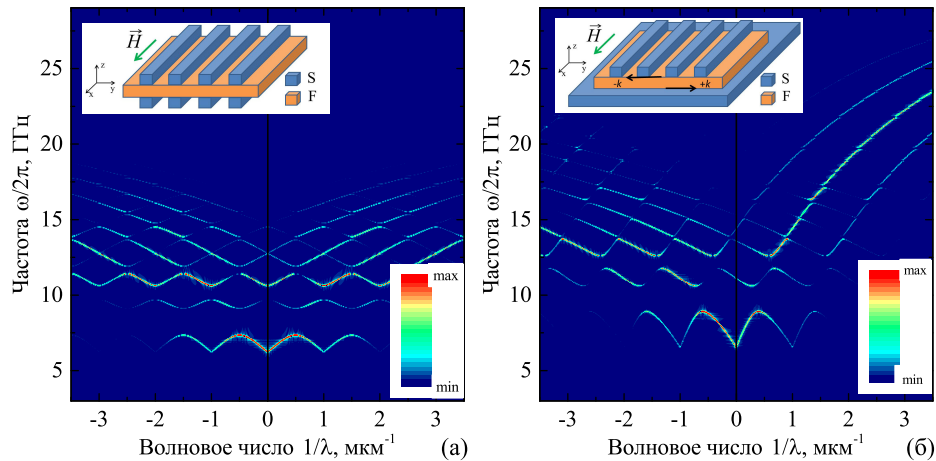 H
z
y
x
S
F
Частота ω/2π, ГГц
25
20
15
10
5
max
min
-3 -2 -1 0 1 2 3
Волновое число 1/λ, мкм⁻¹ (а)
H
z
y
x
-k
+k
S
F
Частота ω/2π, ГГц
25
20
15
10
5
max
min
-3 -2 -1 0 1 2 3
Волновое число 1/λ, мкм⁻¹ (б)